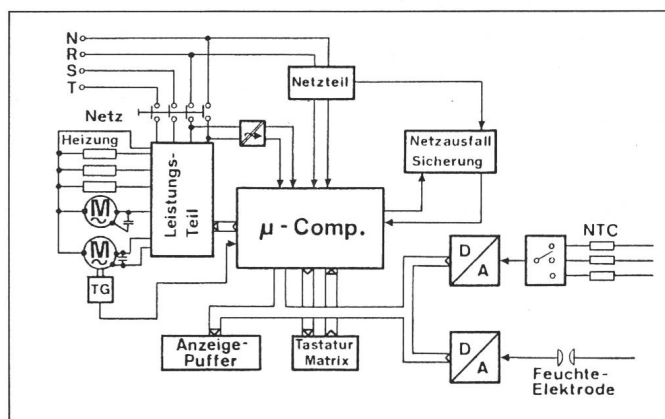 N
R
S
T
Netz
Heizung
Leistungs-
Teil
M
M
TG
Netzteil
Netzausfall
Sicherung
µ - Comp.
D
A
NTC
D
A
Feuchte-
Elektrode
Anzeige-
Puffer
Tastatur
Matrix